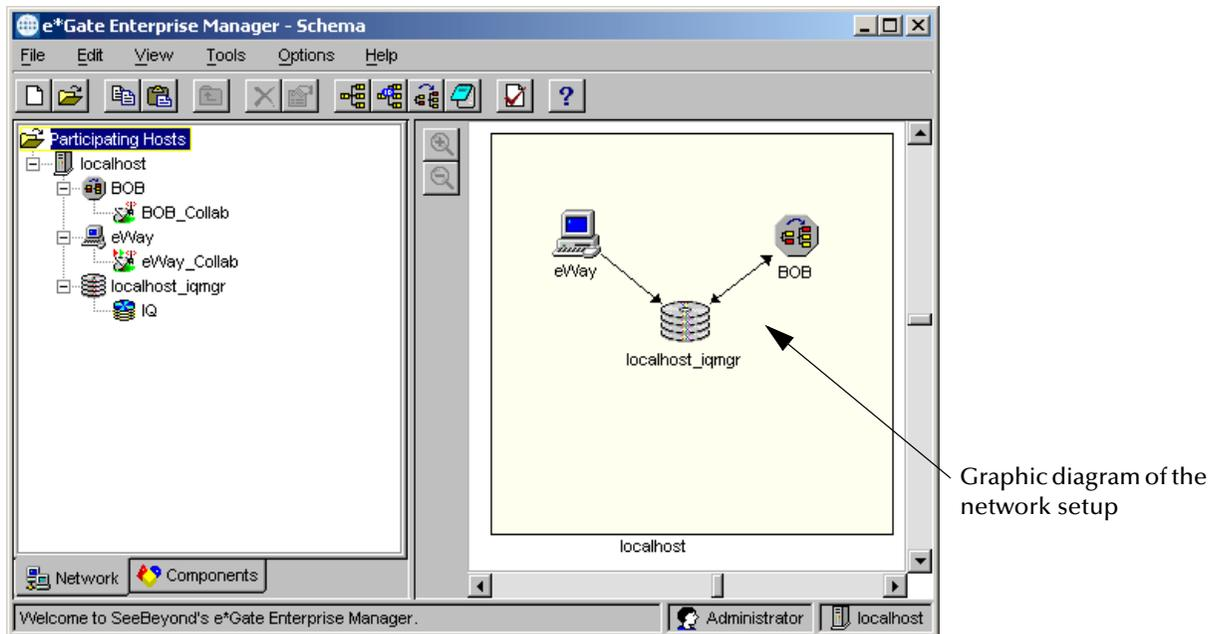 e*Gate Enterprise Manager - Schema
File Edit View Tools Options Help
Participating Hosts
localhost
BOB
BOB_Collab
eWay
eWay_Collab
localhost_iqmgr
IQ
eWay
BOB
localhost_iqmgr
localhost
Graphic diagram of the
network setup
Network Components
Welcome to SeeBeyond's e*Gate Enterprise Manager. Administrator localhost